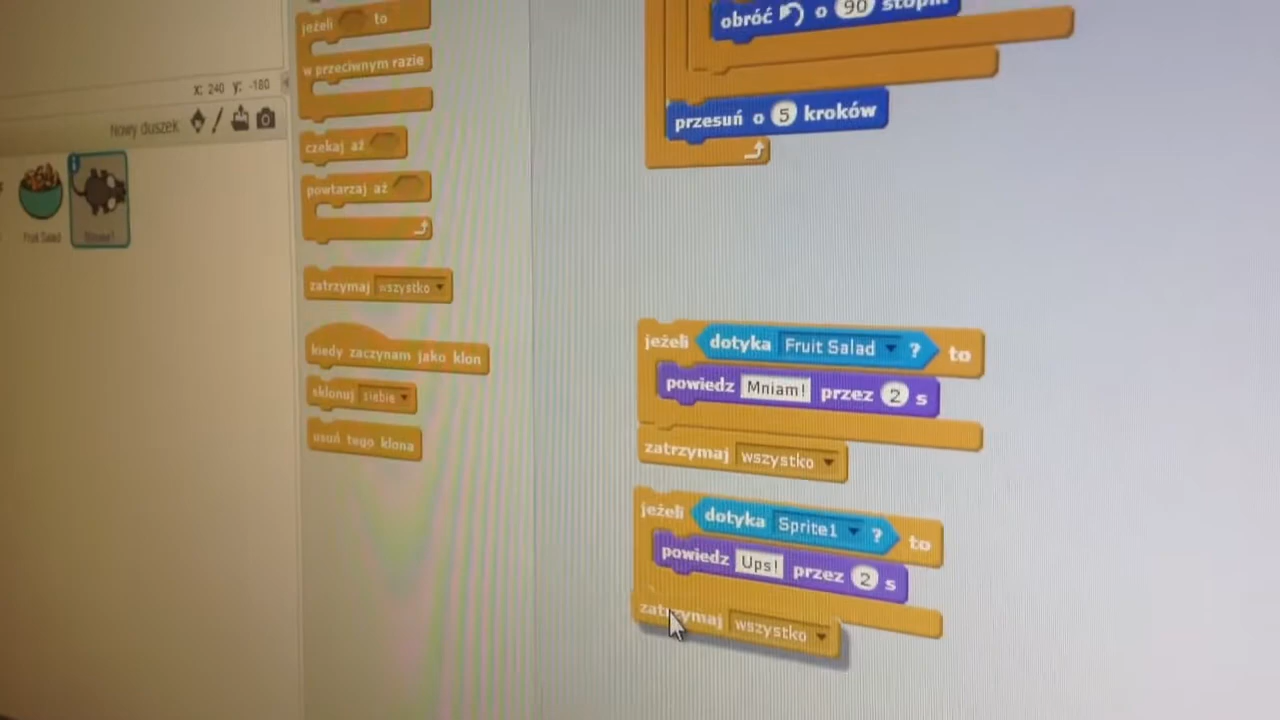 jeżeli to
w przeciwnym razie
czekaj aż
powtarzaj aż
zatrzymaj wszystko
kiedy zaczynam jako klon
sklonuj siebie
usuń tego klona
x: 240 y: -180
Nowy duszek
Fruit Salad
obróć o 90 stopni
przesuń o 5 kroków
jeżeli dotyka Fruit Salad ? to
powiedz Mniam! przez 2 s
zatrzymaj wszystko
jeżeli dotyka Sprite1 ? to
powiedz Ups! przez 2 s
zatrzymaj wszystko